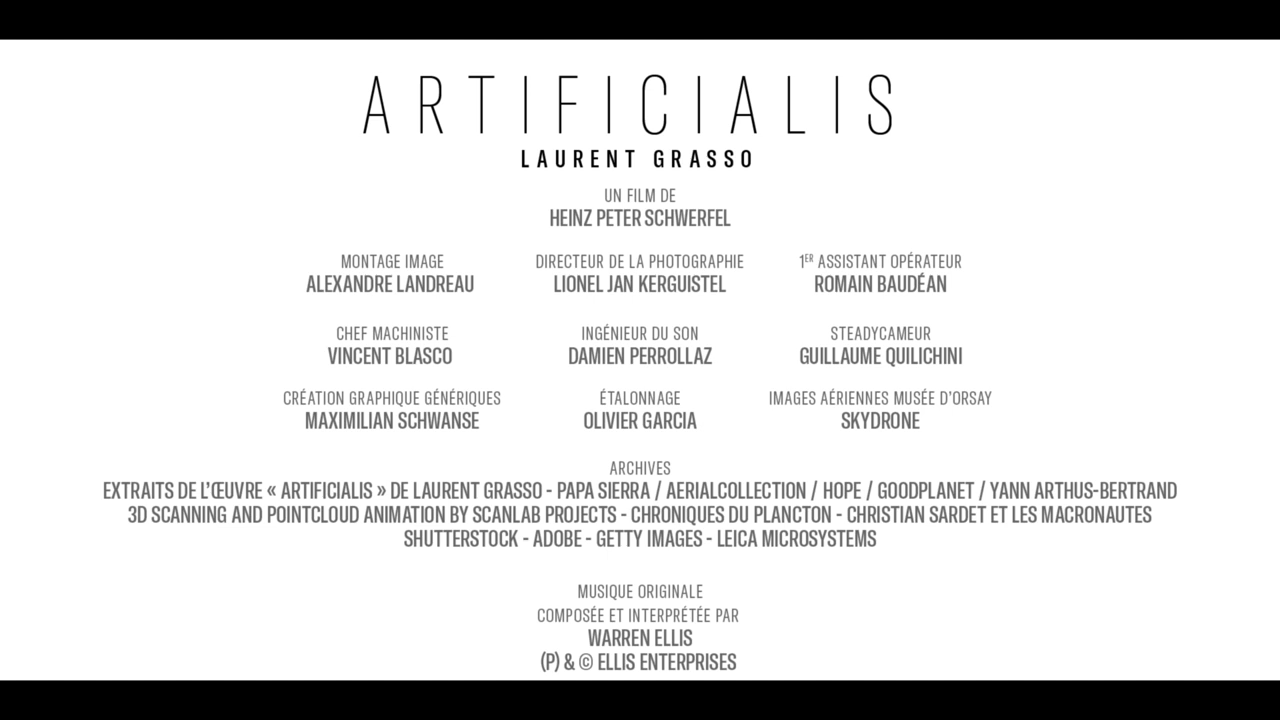 ARTIFICIALIS
LAURENT GRASSO
UN FILM DE
HEINZ PETER SCHWERFEL
MONTAGE IMAGE
ALEXANDRE LANDREAU
DIRECTEUR DE LA PHOTOGRAPHIE
LIONEL JAN KERGUISTEL
1ER ASSISTANT OPÉRATEUR
ROMAIN BAUDÉAN
CHEF MACHINISTE
VINCENT BLASCO
INGÉNIEUR DU SON
DAMIEN PERROLLAZ
STEADYCAMEUR
GUILLAUME QUILICHINI
CRÉATION GRAPHIQUE GÉNÉRIQUES
MAXIMILIAN SCHWANSE
ÉTALONNAGE
OLIVIER GARCIA
IMAGES AÉRIENNES MUSÉE D'ORSAY
SKYDRONE
ARCHIVES
EXTRAITS DE L'ŒUVRE « ARTIFICIALIS » DE LAURENT GRASSO - PAPA SIERRA / AERIALCOLLECTION / HOPE / GOODPLANET / YANN ARTHUS-BERTRAND
3D SCANNING AND POINTCLOUD ANIMATION BY SCANLAB PROJECTS - CHRONIQUES DU PLANCTON - CHRISTIAN SARDET ET LES MACRONAUTES
SHUTTERSTOCK - ADOBE - GETTY IMAGES - LEICA MICROSYSTEMS
MUSIQUE ORIGINALE
COMPOSÉE ET INTERPRÉTÉE PAR
WARREN ELLIS
(P) & © ELLIS ENTERPRISES